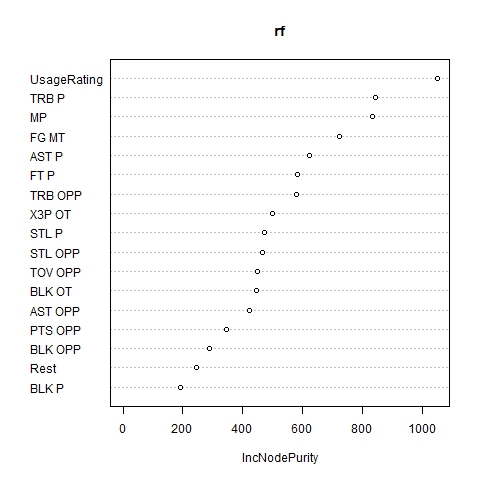 rf
UsageRating
TRB P
MP
FG MT
AST P
FT P
TRB OPP
X3P OT
STL P
STL OPP
TOV OPP
BLK OT
AST OPP
PTS OPP
BLK OPP
Rest
BLK P
0 200 400 600 800 1000
IncNodePurity